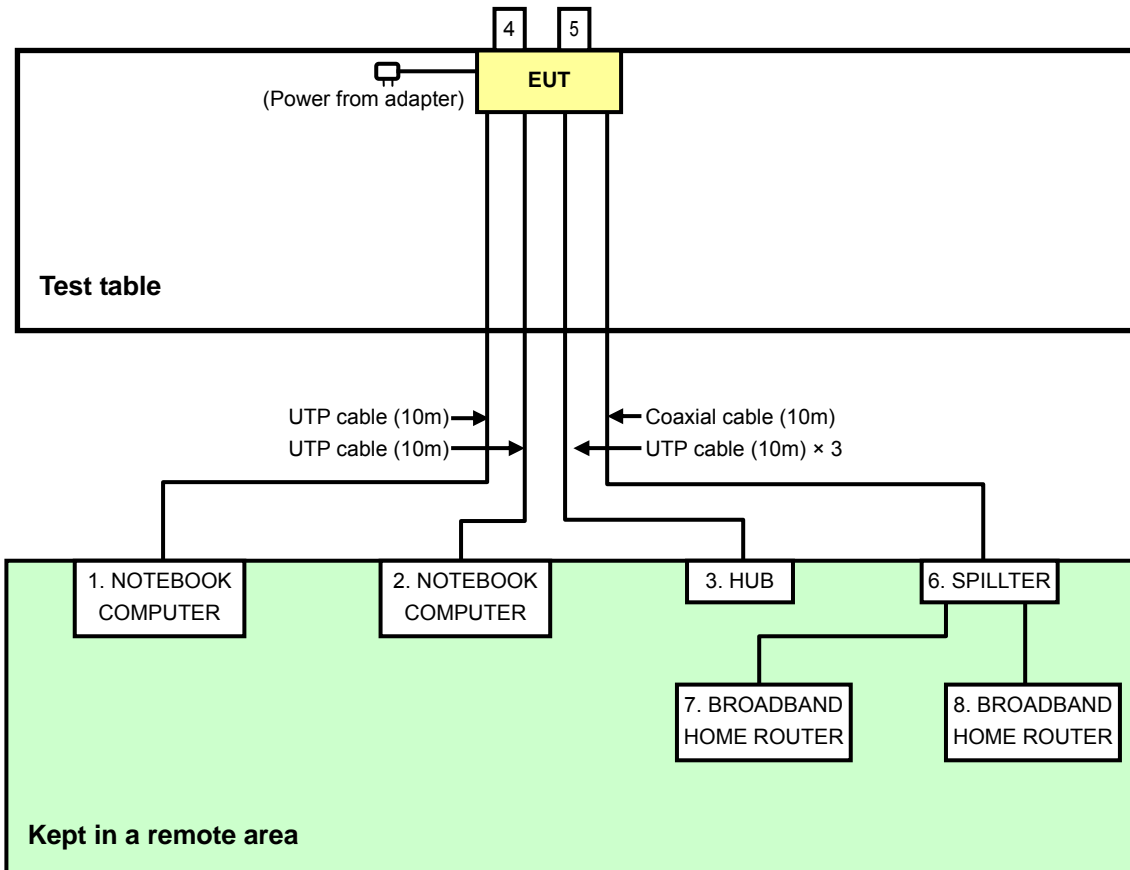 4
5
EUT
(Power from adapter)
Test table
UTP cable (10m)
Coaxial cable (10m)
UTP cable (10m)
UTP cable (10m) × 3
1. NOTEBOOK
COMPUTER
2. NOTEBOOK
COMPUTER
3. HUB
6. SPILLTER
7. BROADBAND
HOME ROUTER
8. BROADBAND
HOME ROUTER
Kept in a remote area